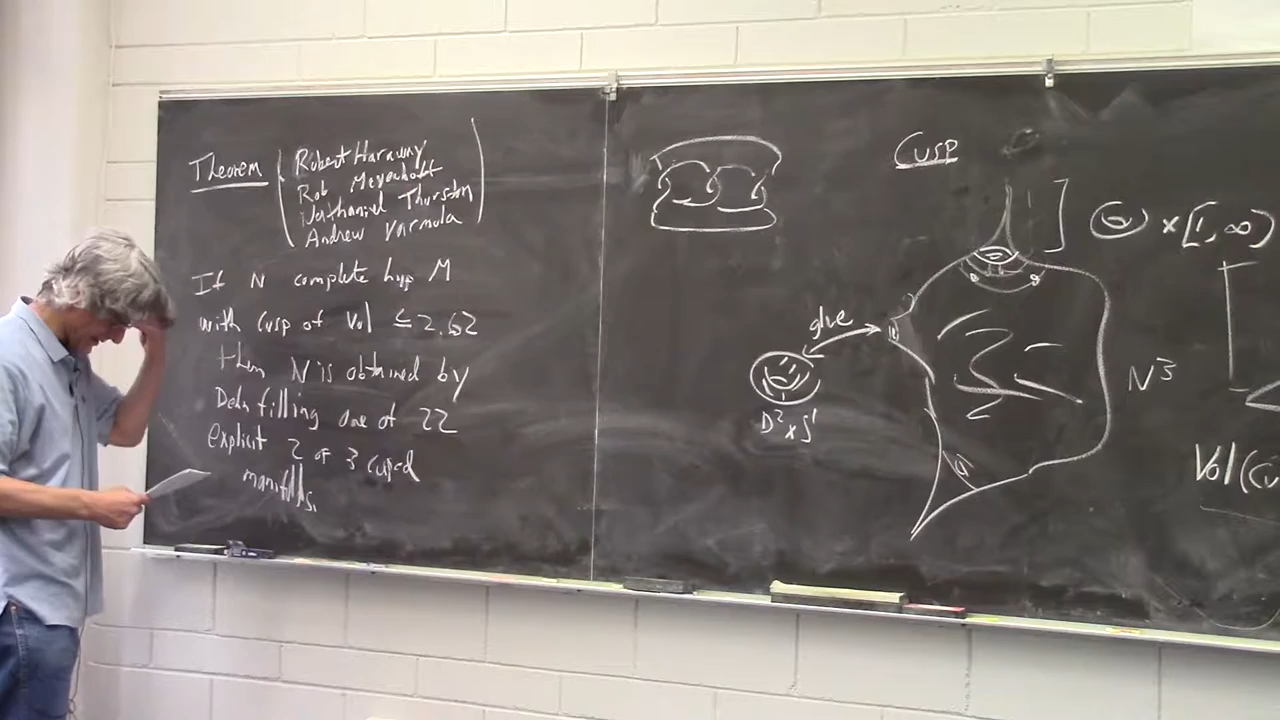 Theorem
Robert Haraway
Rob Meyerhoff
Nathaniel Thurston
Andrew Yarmola
If N complete hyp M
with cusp of Vol ≤ 2.62
then N is obtained by
Dehn filling one of 22
explicit 2 or 3 cusped
manifolds.
Cusp
× [1, ∞)
glue
D² × S¹
N³
Vol(Cu